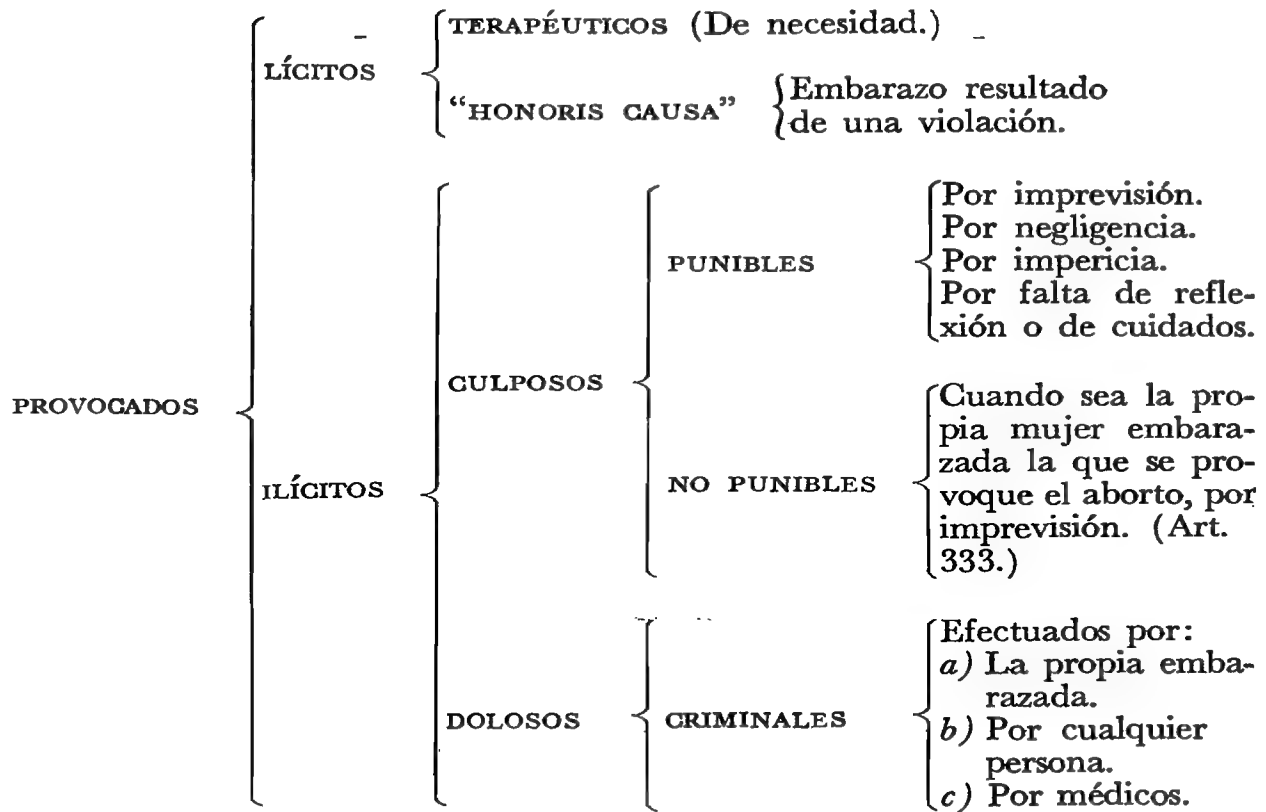 TERAPÉUTICOS (De necesidad.)
LÍCITOS
“HONORIS CAUSA”
Embarazo resultado
de una violación.
Por imprevisión.
Por negligencia.
PUNIBLES
Por impericia.
Por falta de refle-
xión o de cuidados.
CULPOSOS
PROVOCADOS
Cuando sea la pro-
pia mujer embara-
zada la que se pro-
voque el aborto, por
imprevisión. (Art.
333.)
ILÍCITOS
NO PUNIBLES
Efectuados por:
a) La propia emba-
razada.
DOLOSOS
CRIMINALES
b) Por cualquier
persona.
c) Por médicos.